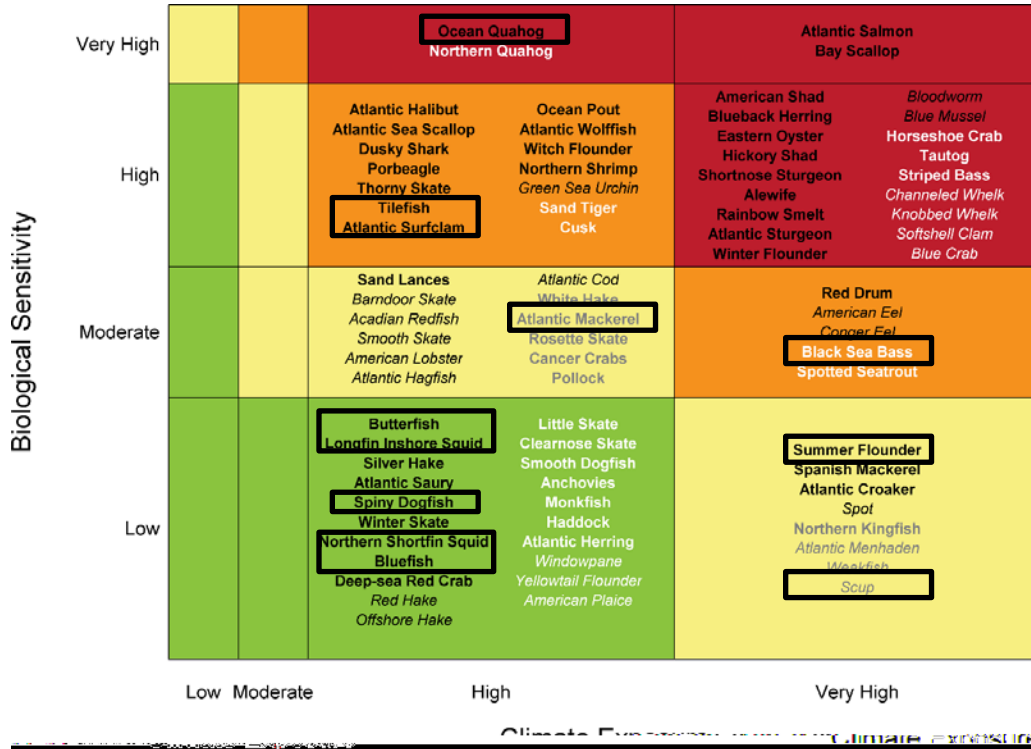 Biological Sensitivity
Very High
Ocean Quahog
Northern Quahog
Atlantic Salmon
Bay Scallop
High
Atlantic Halibut
Atlantic Sea Scallop
Dusky Shark
Porbeagle
Thorny Skate
Tilefish
Atlantic Surfclam
Ocean Pout
Atlantic Wolffish
Witch Flounder
Northern Shrimp
Green Sea Urchin
Sand Tiger
Cusk
American Shad
Blueback Herring
Eastern Oyster
Hickory Shad
Shortnose Sturgeon
Alewife
Rainbow Smelt
Atlantic Sturgeon
Winter Flounder
Bloodworm
Blue Mussel
Horseshoe Crab
Tautog
Striped Bass
Channeled Whelk
Knobbed Whelk
Softshell Clam
Blue Crab
Moderate
Sand Lances
Barndoor Skate
Acadian Redfish
Smooth Skate
American Lobster
Atlantic Hagfish
Atlantic Cod
White Hake
Atlantic Mackerel
Rosette Skate
Cancer Crabs
Pollock
Red Drum
American Eel
Conger Eel
Black Sea Bass
Spotted Seatrout
Low
Butterfish
Longfin Inshore Squid
Silver Hake
Atlantic Saury
Spiny Dogfish
Winter Skate
Northern Shortfin Squid
Bluefish
Deep-sea Red Crab
Red Hake
Offshore Hake
Little Skate
Clearnose Skate
Smooth Dogfish
Anchovies
Monkfish
Haddock
Atlantic Herring
Windowpane
Yellowtail Flounder
American Plaice
Summer Flounder
Spanish Mackerel
Atlantic Croaker
Spot
Northern Kingfish
Atlantic Menhaden
Weakfish
Scup
Low Moderate High Very High
Climate Exposure